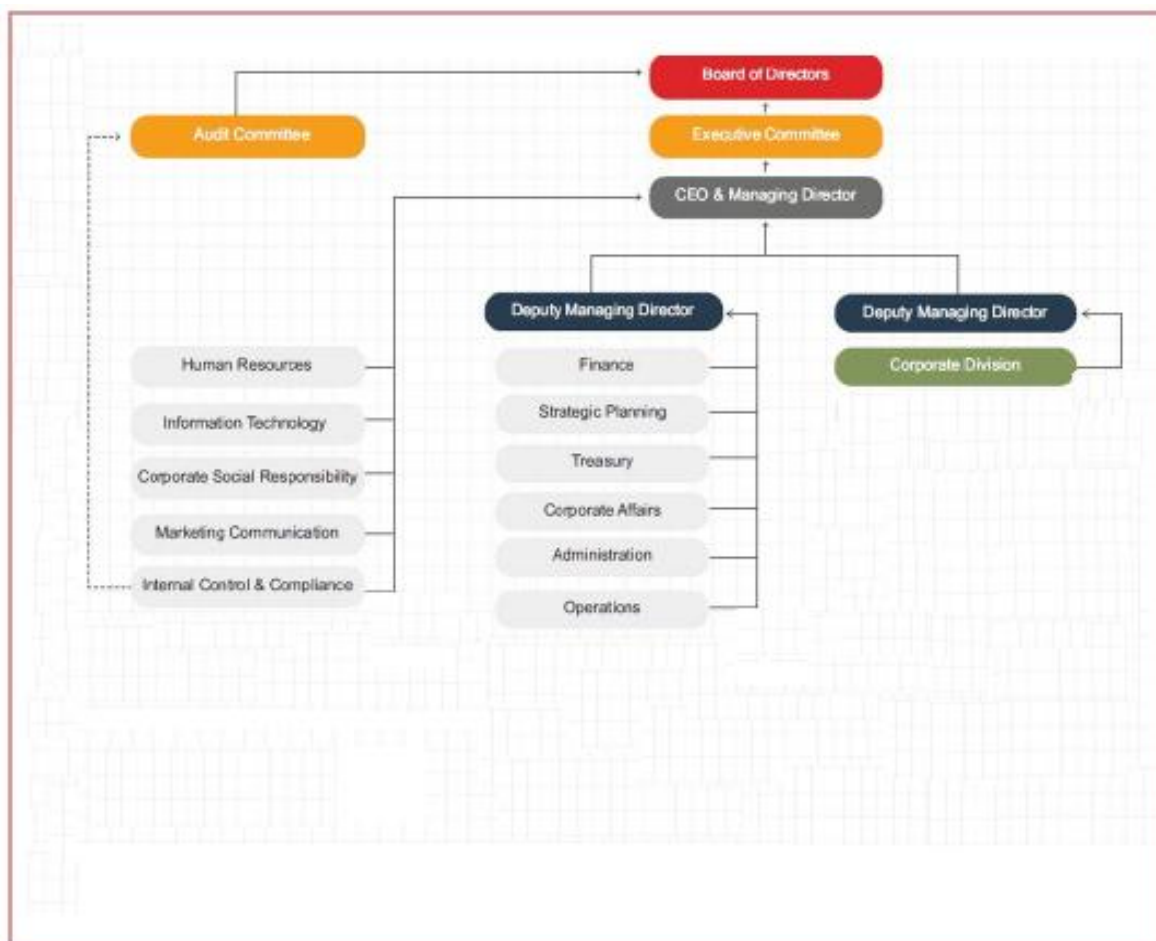 Board of Directors
Audit Committee
Executive Committee
CEO & Managing Director
Deputy Managing Director
Deputy Managing Director
Human Resources
Finance
Corporate Division
Information Technology
Strategic Planning
Corporate Social Responsibility
Treasury
Marketing Communication
Corporate Affairs
Internal Control & Compliance
Administration
Operations